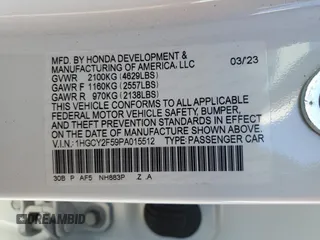 MFD. BY HONDA DEVELOPMENT &
MANUFACTURING OF AMERICA, LLC 03/23
GVWR 2100KG (4629LBS)
GAWR F 1160KG (2557LBS)
GAWR R 970KG (2138LBS)
THIS VEHICLE CONFORMS TO ALL APPLICABLE
FEDERAL MOTOR VEHICLE SAFETY, BUMPER,
AND THEFT PREVENTION STANDARDS IN EFFECT
ON THE DATE OF MANUFACTURE SHOWN ABOVE.
V.I.N.: 1HGCY2F59PA015512 TYPE:PASSENGER CAR
30B P AF5 NH883P Z A
DREAMBID